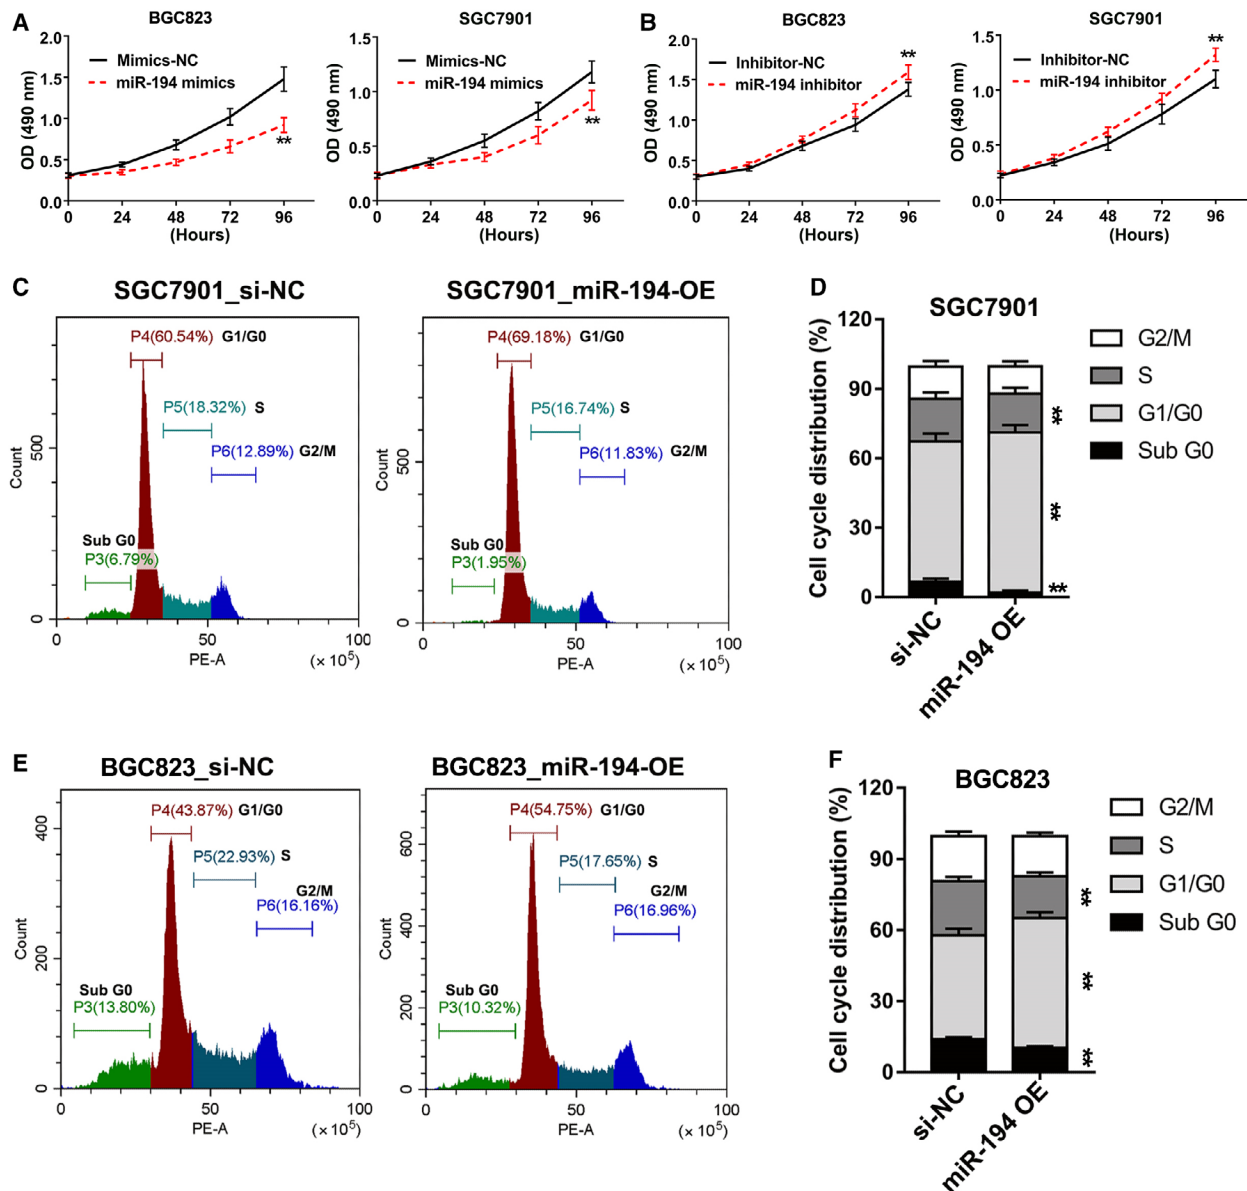 A
BGC823
2.0
1.5
1.0
0.5
0.0
OD (490 nm)
Mimics-NC
miR-194 mimics
**
0 24 48 72 96
(Hours)
SGC7901
1.5
1.0
0.5
0.0
OD (490 nm)
Mimics-NC
miR-194 mimics
**
0 24 48 72 96
(Hours)
B
BGC823
2.0
1.5
1.0
0.5
0.0
OD (490 nm)
Inhibitor-NC
miR-194 inhibitor
**
0 24 48 72 96
(Hours)
SGC7901
1.5
1.0
0.5
0.0
OD (490 nm)
Inhibitor-NC
miR-194 inhibitor
**
0 24 48 72 96
(Hours)
C
SGC7901_si-NC
P4(60.54%) G1/G0
P5(18.32%) S
P6(12.89%) G2/M
Sub G0
P3(6.79%)
Count
500
0
0 50 100
PE-A (× 10⁵)
SGC7901_miR-194-OE
P4(69.18%) G1/G0
P5(16.74%) S
P6(11.83%) G2/M
Sub G0
P3(1.95%)
Count
500
0
0 50 100
PE-A (× 10⁵)
D
SGC7901
Cell cycle distribution (%)
120
90
60
30
0
**
**
**
si-NC
miR-194 OE
G2/M
S
G1/G0
Sub G0
E
BGC823_si-NC
P4(43.87%) G1/G0
P5(22.93%) S
G2/M
P6(16.16%)
Sub G0
P3(13.80%)
Count
400
200
0
0 50 100
PE-A (× 10⁵)
BGC823_miR-194-OE
P4(54.75%) G1/G0
P5(17.65%) S
G2/M
P6(16.96%)
Sub G0
P3(10.32%)
Count
600
400
200
0
0 50 100
PE-A (× 10⁵)
F
BGC823
Cell cycle distribution (%)
120
90
60
30
0
**
**
**
si-NC
miR-194 OE
G2/M
S
G1/G0
Sub G0